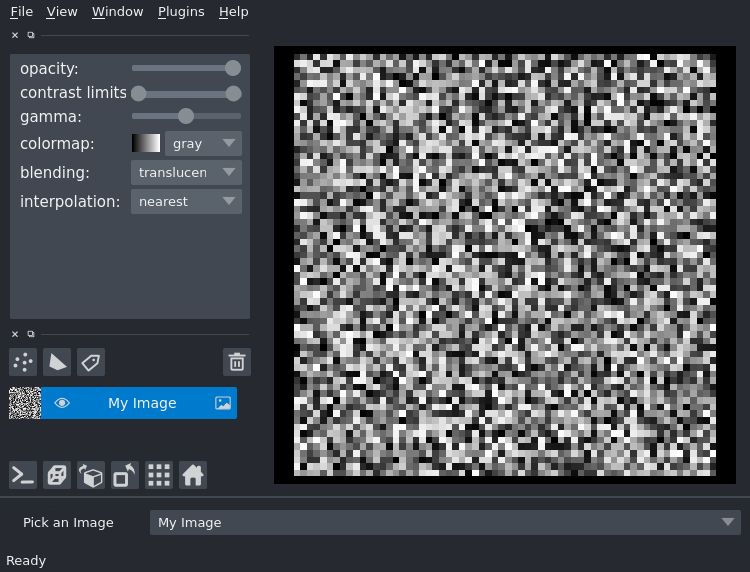 File View Window Plugins Help
opacity:
contrast limits
gamma:
colormap: gray
blending: translucen
interpolation: nearest
My Image
Pick an Image My Image
Ready